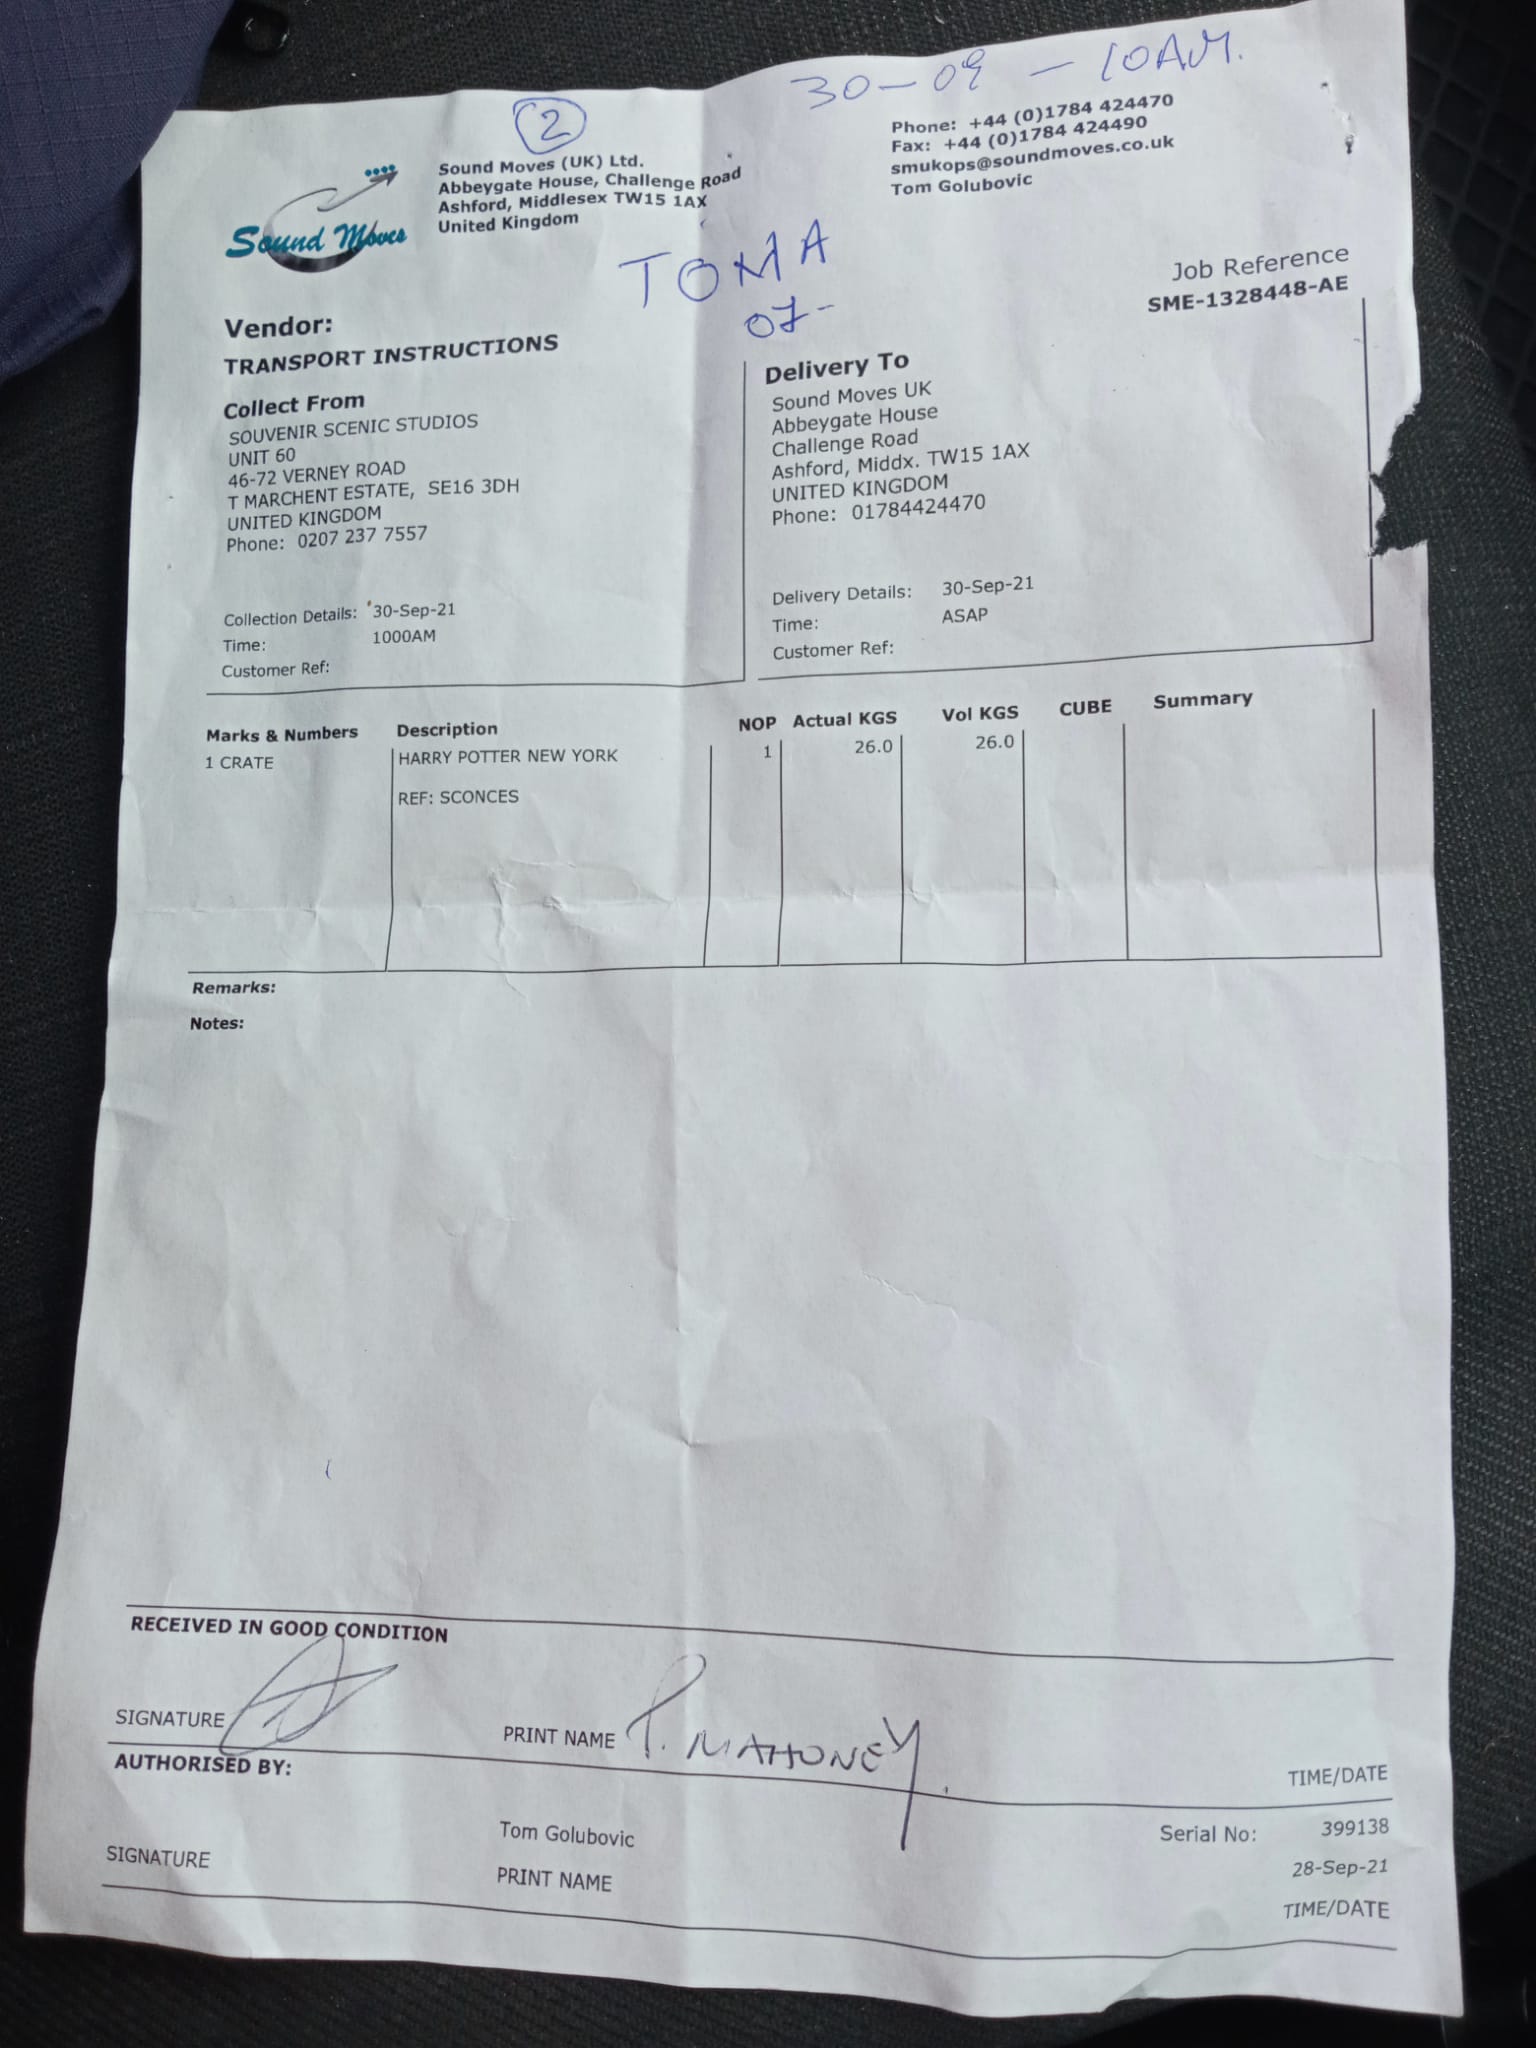 30-09 - 10AM.
2
Sound Moves
Sound Moves (UK) Ltd.
Abbeygate House, Challenge Road
Ashford, Middlesex TW15 1AX
United Kingdom
Phone: +44 (0)1784 424470
Fax: +44 (0)1784 424490
smukops@soundmoves.co.uk
Tom Golubovic
TOMA
07-
Job Reference
SME-1328448-AE
Vendor:
TRANSPORT INSTRUCTIONS
Collect From
SOUVENIR SCENIC STUDIOS
UNIT 60
46-72 VERNEY ROAD
T MARCHENT ESTATE, SE16 3DH
UNITED KINGDOM
Phone: 0207 237 7557
Collection Details: 30-Sep-21
Time: 1000AM
Customer Ref:
Delivery To
Sound Moves UK
Abbeygate House
Challenge Road
Ashford, Middx. TW15 1AX
UNITED KINGDOM
Phone: 01784424470
Delivery Details: 30-Sep-21
Time: ASAP
Customer Ref:
Marks & Numbers Description NOP Actual KGS Vol KGS CUBE Summary
1 CRATE HARRY POTTER NEW YORK 1 26.0 26.0
REF: SCONCES
Remarks:
Notes:
RECEIVED IN GOOD CONDITION
SIGNATURE PRINT NAME P. MAHONEY. TIME/DATE
AUTHORISED BY:
Tom Golubovic Serial No: 399138
28-Sep-21
SIGNATURE PRINT NAME TIME/DATE